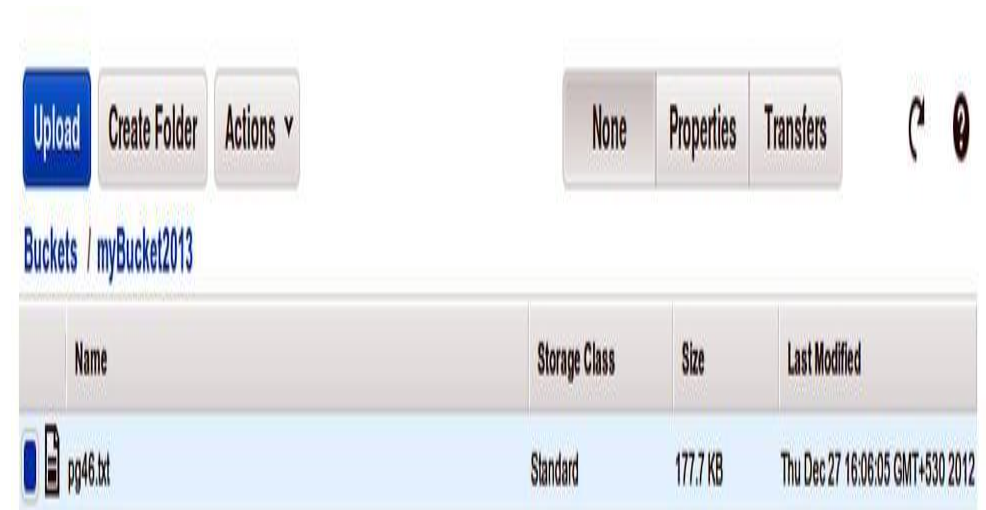 Upload Create Folder Actions None Properties Transfers ?
Buckets / myBucket2013
Name Storage Class Size Last Modified
pg46.txt Standard 177.7 KB Thu Dec 27 16:06:05 GMT+530 2012